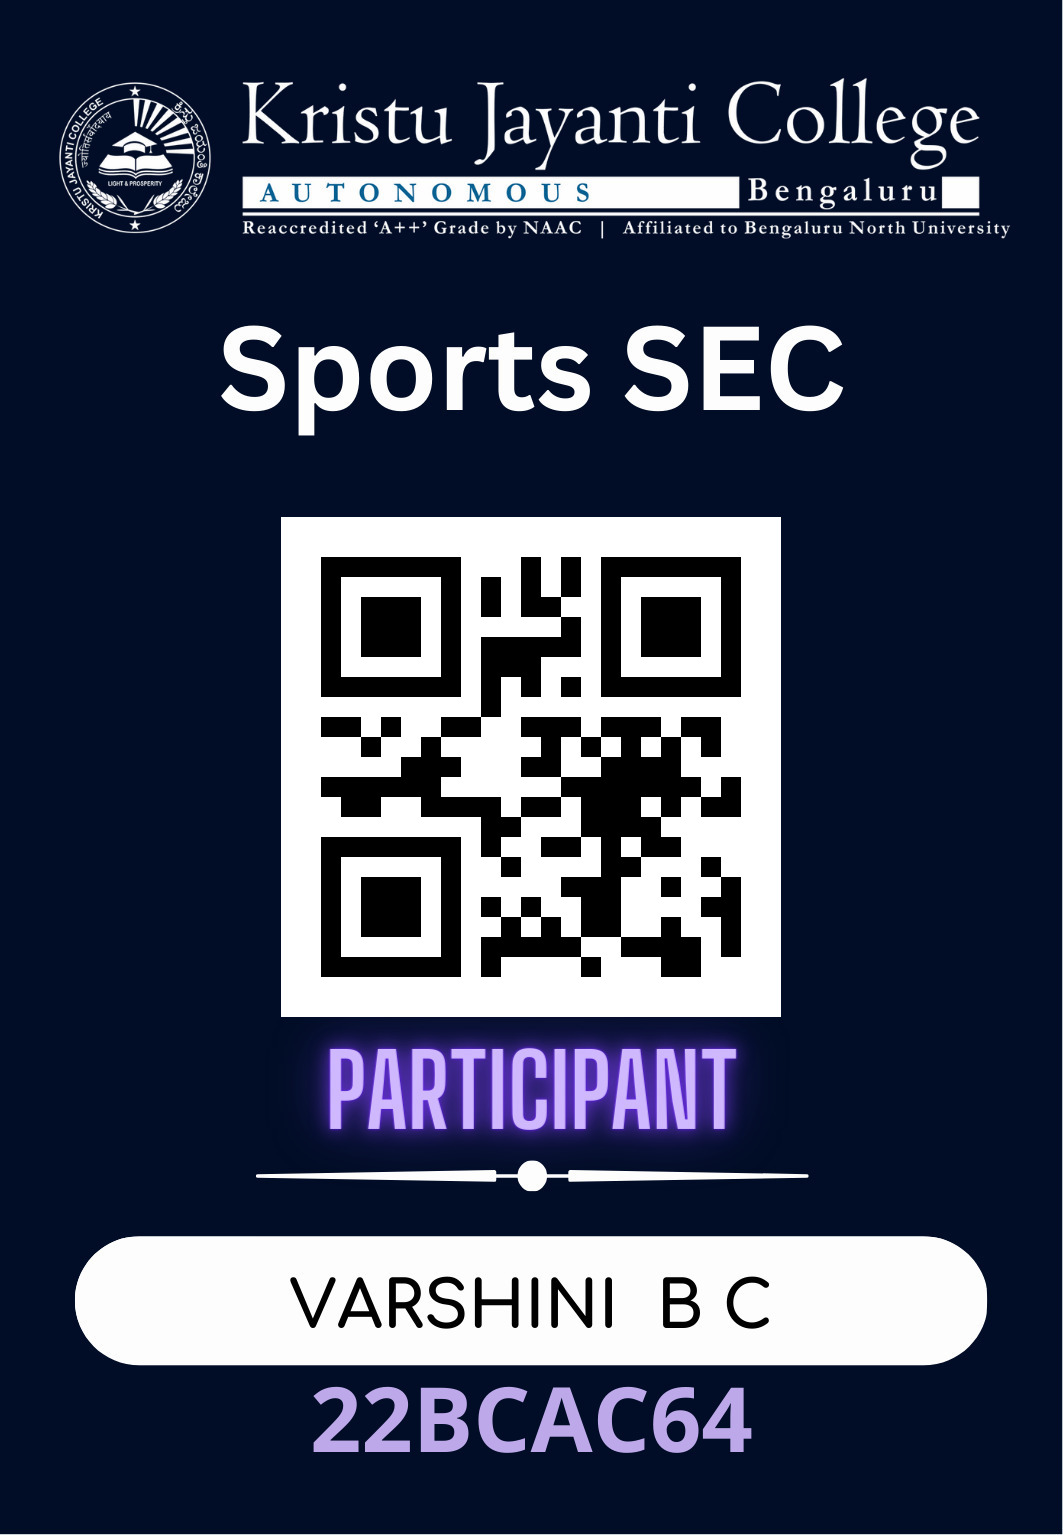 Kristu Jayanti College
AUTONOMOUS Bengaluru
Reaccredited ‘A++’ Grade by NAAC | Affiliated to Bengaluru North University
KRISTU JAYANTI COLLEGE
LIGHT & PROSPERITY
Sports SEC
PARTICIPANT
VARSHINI B C
22BCAC64